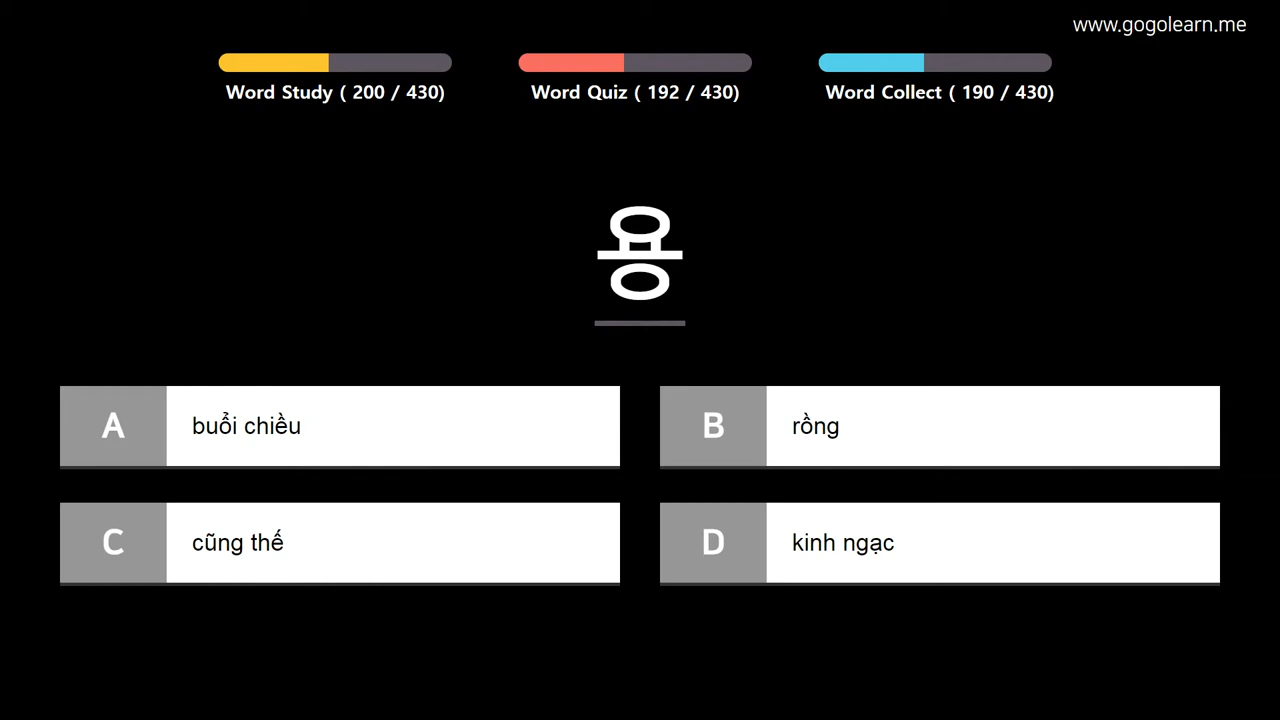 www.gogolearn.me
Word Study ( 200 / 430)
Word Quiz ( 192 / 430)
Word Collect ( 190 / 430)
용
A buổi chiều
B rồng
C cũng thế
D kinh ngạc